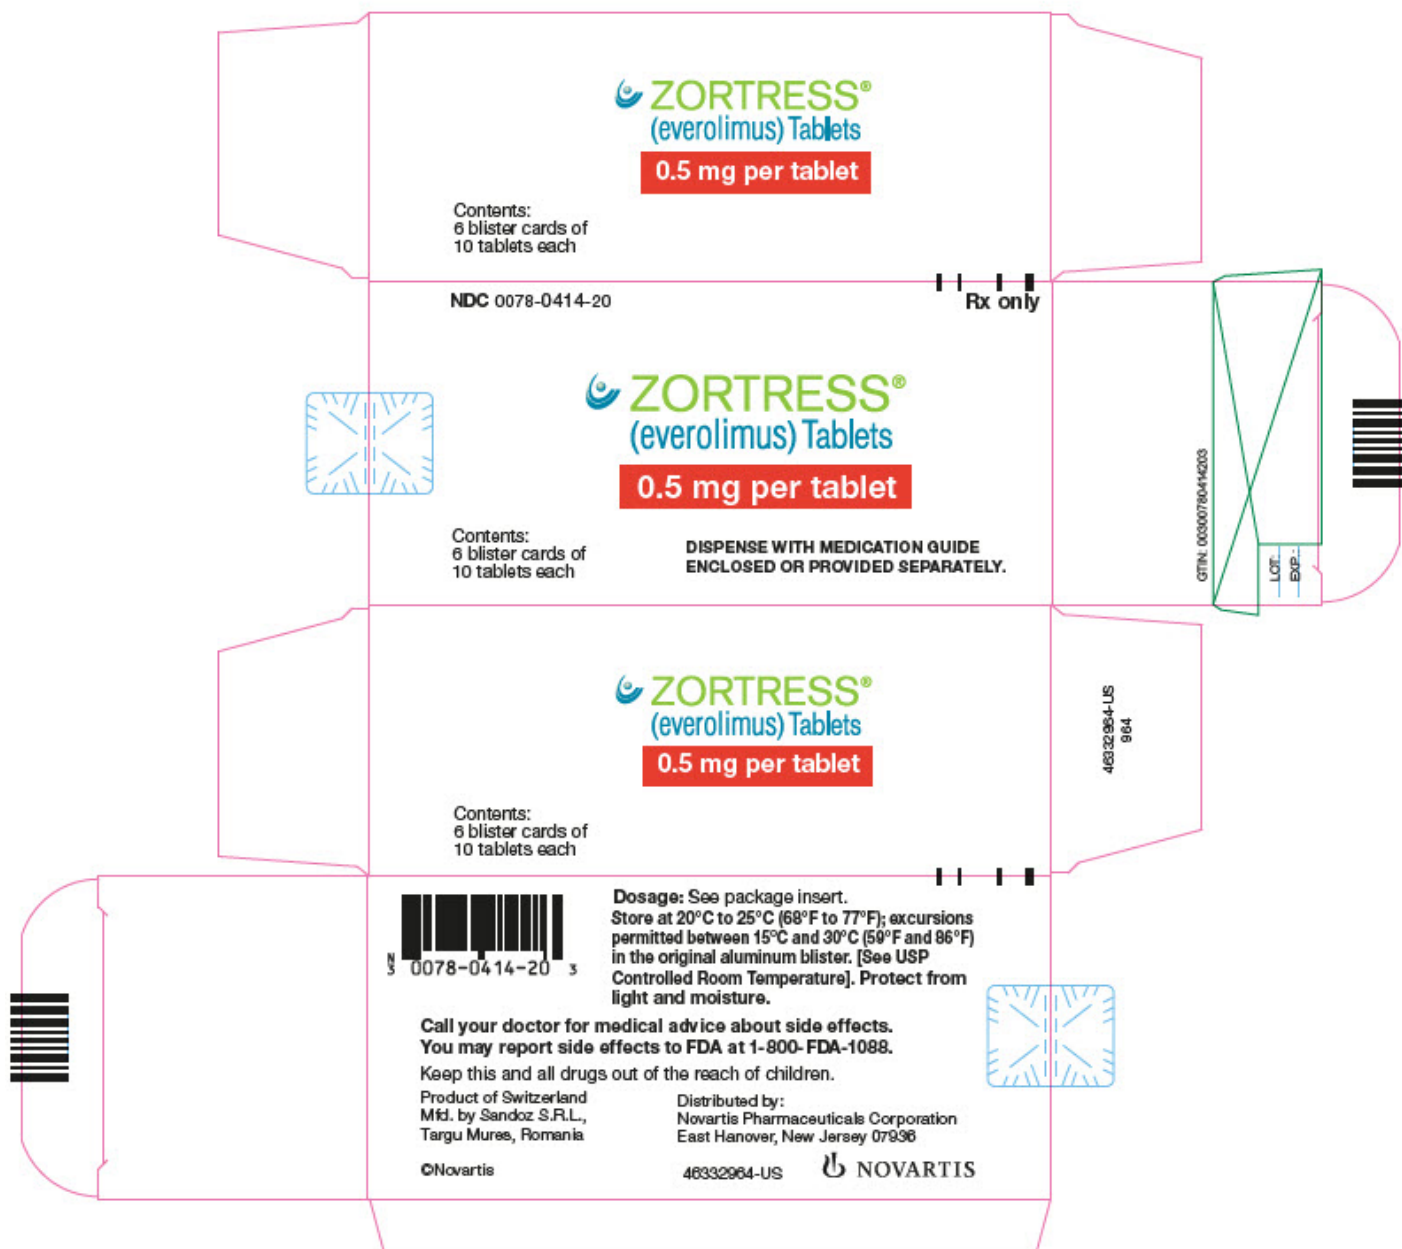 ZORTRESS®
(everolimus) Tablets
0.5 mg per tablet
Contents:
6 blister cards of
10 tablets each
NDC 0078-0414-20
Rx only
ZORTRESS®
(everolimus) Tablets
0.5 mg per tablet
Contents:
6 blister cards of
10 tablets each
DISPENSE WITH MEDICATION GUIDE
ENCLOSED OR PROVIDED SEPARATELY.
GTIN: 00300780414203
LOT:
EXP.:
ZORTRESS®
(everolimus) Tablets
0.5 mg per tablet
Contents:
6 blister cards of
10 tablets each
46332964-US
964
N
3
0078-0414-20 3
Dosage: See package insert.
Store at 20°C to 25°C (68°F to 77°F); excursions
permitted between 15°C and 30°C (59°F and 86°F)
in the original aluminum blister. [See USP
Controlled Room Temperature]. Protect from
light and moisture.
Call your doctor for medical advice about side effects.
You may report side effects to FDA at 1-800-FDA-1088.
Keep this and all drugs out of the reach of children.
Product of Switzerland
Mfd. by Sandoz S.R.L.,
Targu Mures, Romania
©Novartis
Distributed by:
Novartis Pharmaceuticals Corporation
East Hanover, New Jersey 07936
46332964-US
NOVARTIS